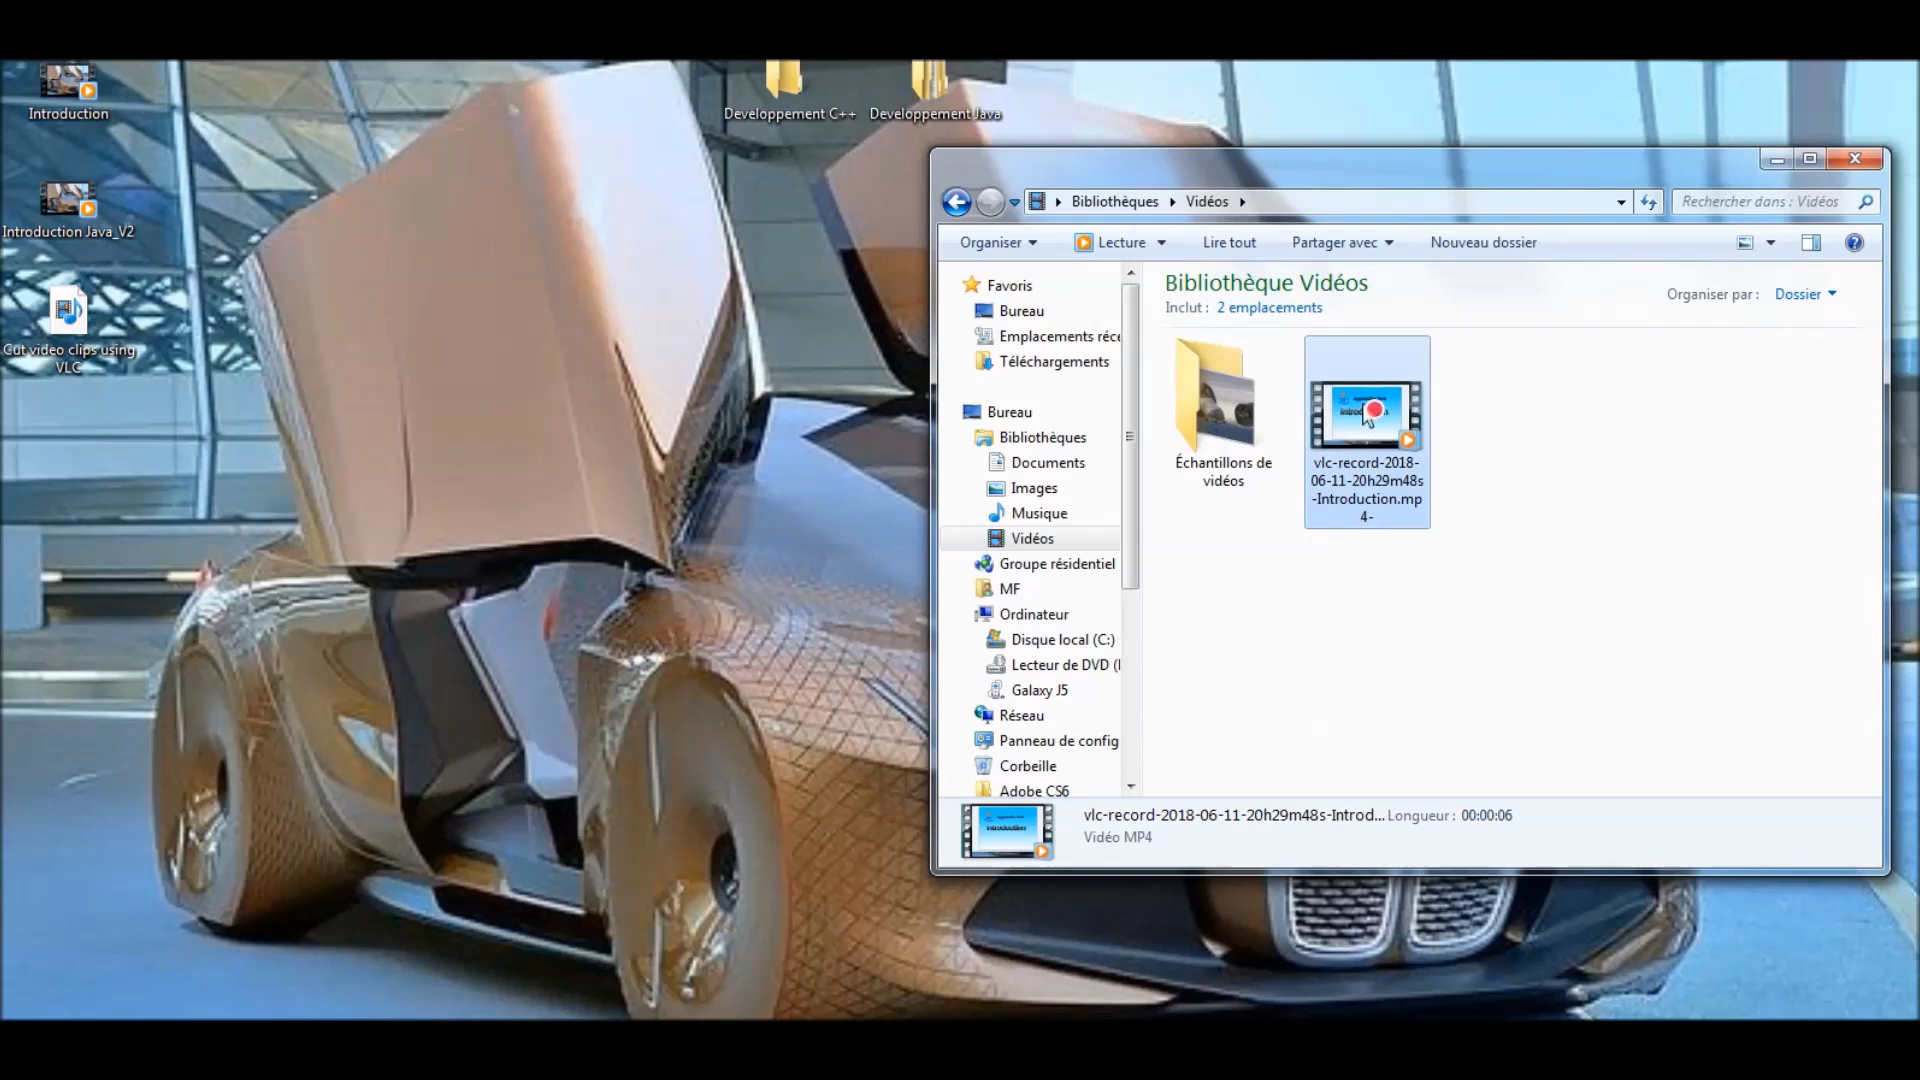 Introduction
Introduction Java_V2
Cut video clips using
VLC
Developpement C++
Developpement Java
Bibliothèques
Vidéos
Rechercher dans : Vidéos
Organiser
Lecture
Lire tout
Partager avec
Nouveau dossier
Favoris
Bureau
Emplacements réce
Téléchargements
Bureau
Bibliothèques
Documents
Images
Musique
Vidéos
Groupe résidentiel
MF
Ordinateur
Disque local (C:)
Lecteur de DVD (
Galaxy J5
Réseau
Panneau de config
Corbeille
Adobe CS6
Bibliothèque Vidéos
Inclut : 2 emplacements
Organiser par : Dossier
Échantillons de
vidéos
vlc-record-2018-
06-11-20h29m48s
-Introduction.mp
4-
Introduction
vlc-record-2018-06-11-20h29m48s-Introd... Longueur : 00:00:06
Vidéo MP4